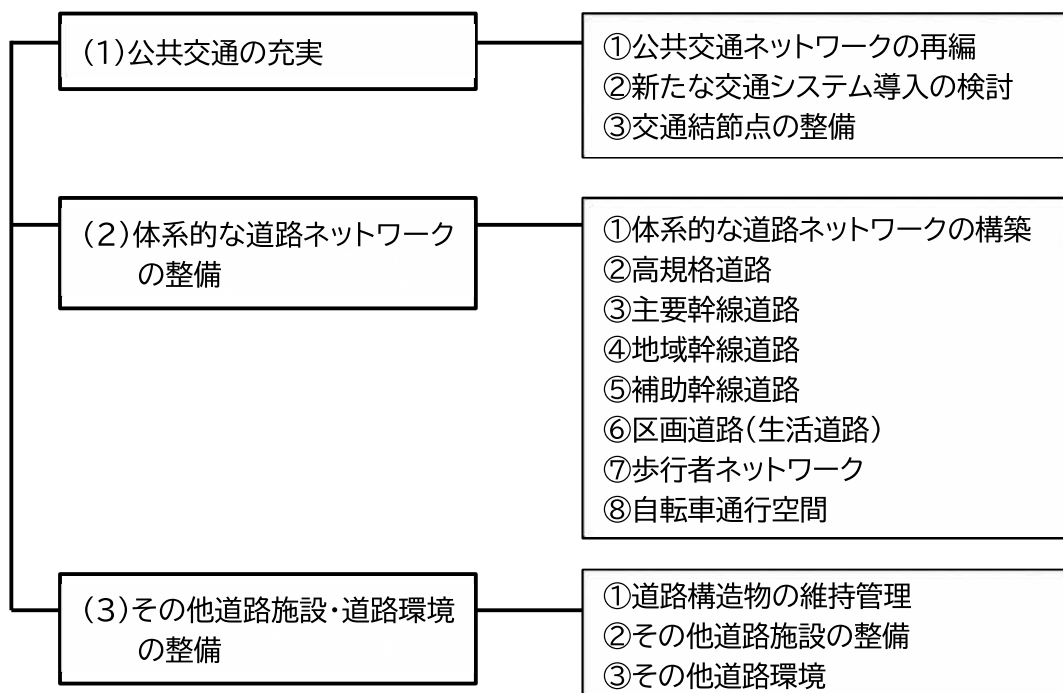 (1)公共交通の充実
①公共交通ネットワークの再編
②新たな交通システム導入の検討
③交通結節点の整備
(2)体系的な道路ネットワーク
の整備
①体系的な道路ネットワークの構築
②高規格道路
③主要幹線道路
④地域幹線道路
⑤補助幹線道路
⑥区画道路(生活道路)
⑦歩行者ネットワーク
⑧自転車通行空間
(3)その他道路施設・道路環境
の整備
①道路構造物の維持管理
②その他道路施設の整備
③その他道路環境